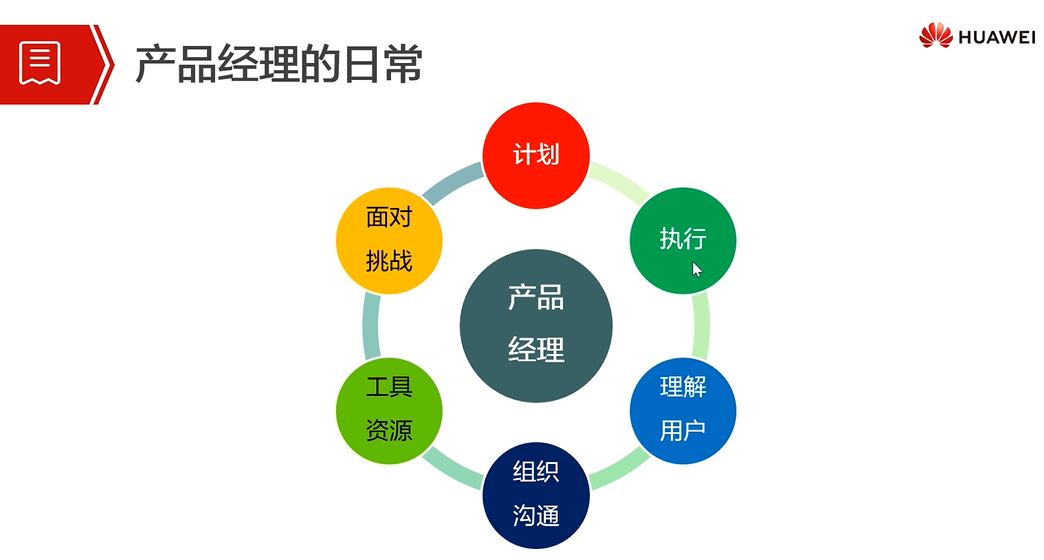 产品经理的日常
HUAWEI
计划
执行
理解
用户
组织
沟通
工具
资源
面对
挑战
产品
经理